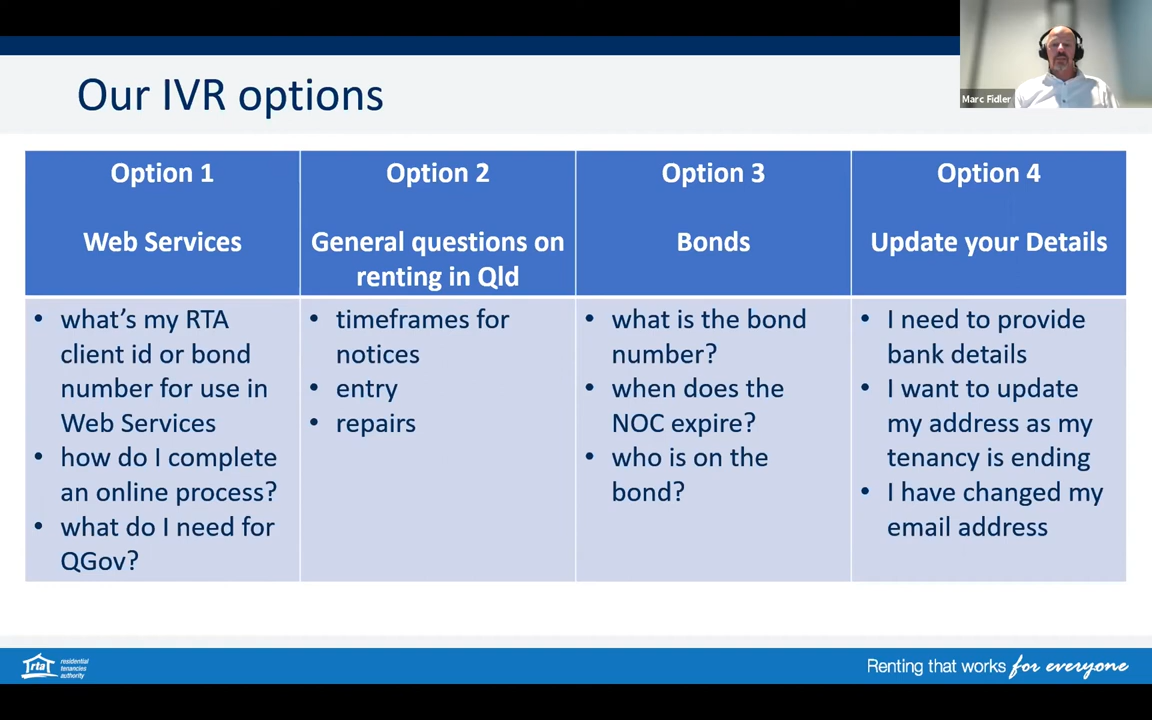 Our IVR options
Marc Fidler
Option 1
Web Services
Option 2
General questions on
renting in Qld
Option 3
Bonds
Option 4
Update your Details
• what's my RTA
client id or bond
number for use in
Web Services
• how do I complete
an online process?
• what do I need for
QGov?
• timeframes for
notices
• entry
• repairs
• what is the bond
number?
• when does the
NOC expire?
• who is on the
bond?
• I need to provide
bank details
• I want to update
my address as my
tenancy is ending
• I have changed my
email address
rta
residential
tenancies
authority
Renting that works for everyone